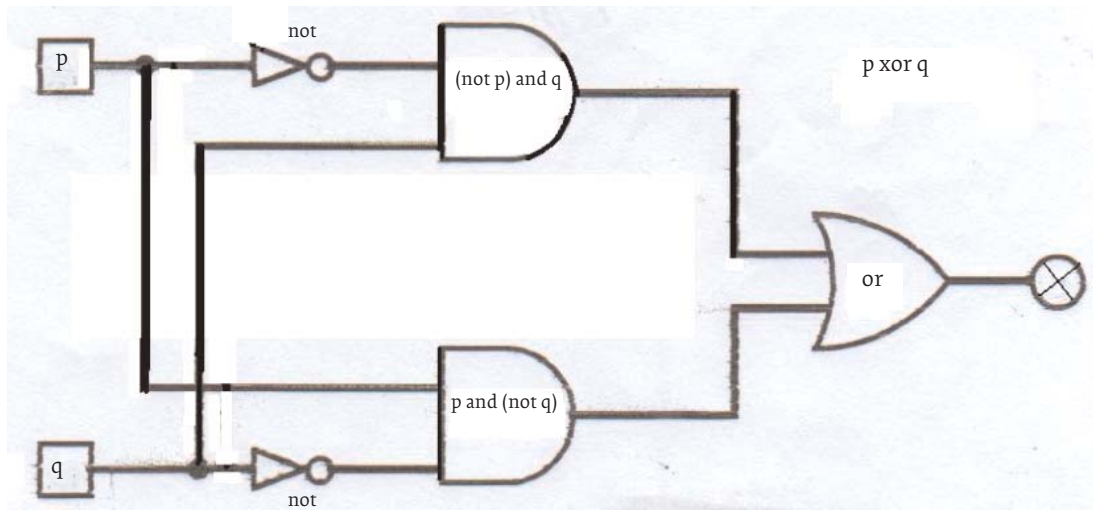 not
p
(not p) and q
p xor q
or
p and (not q)
q
not